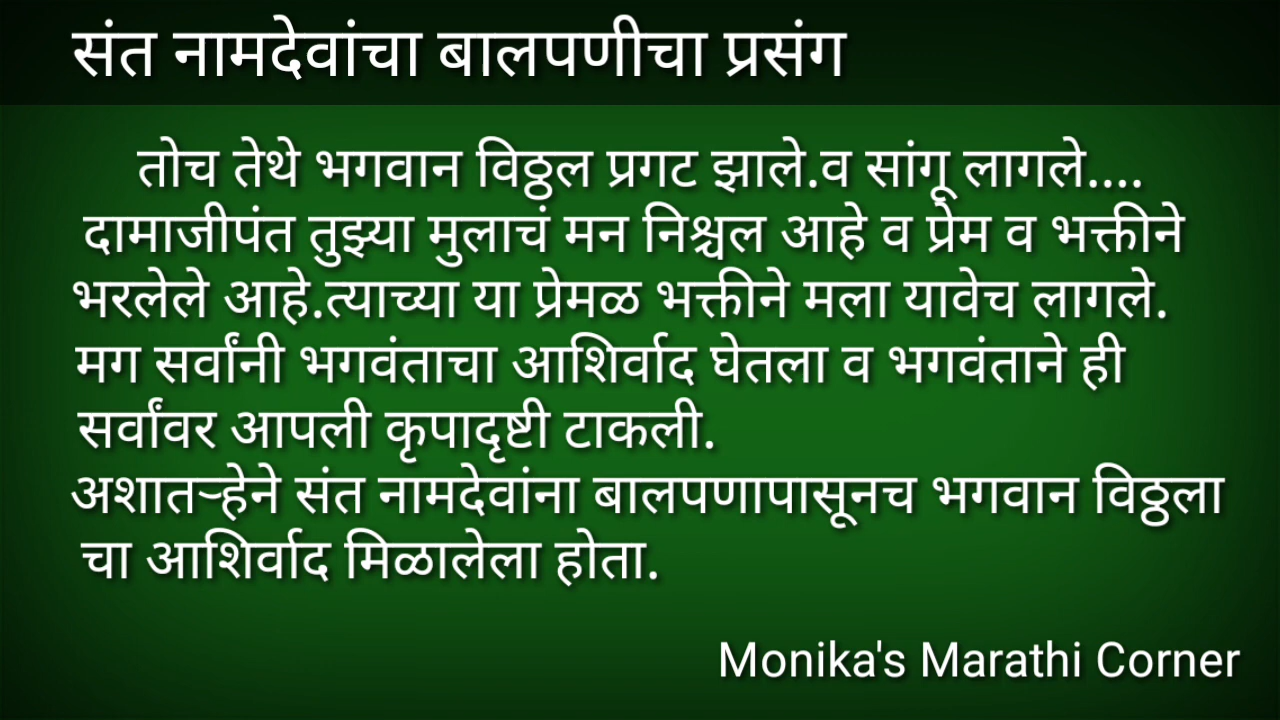 संत नामदेवांचा बालपणीचा प्रसंग
तोच तेथे भगवान विठ्ठल प्रगट झाले.व सांगू लागले....
दामाजीपंत तुझ्या मुलाचं मन निश्चल आहे व प्रेम व भक्तीने
भरलेले आहे.त्याच्या या प्रेमळ भक्तीने मला यावेच लागले.
मग सर्वांनी भगवंताचा आशिर्वाद घेतला व भगवंताने ही
सर्वांवर आपली कृपादृष्टी टाकली.
अशातऱ्हेने संत नामदेवांना बालपणापासूनच भगवान विठ्ठला
चा आशिर्वाद मिळालेला होता.
Monika's Marathi Corner